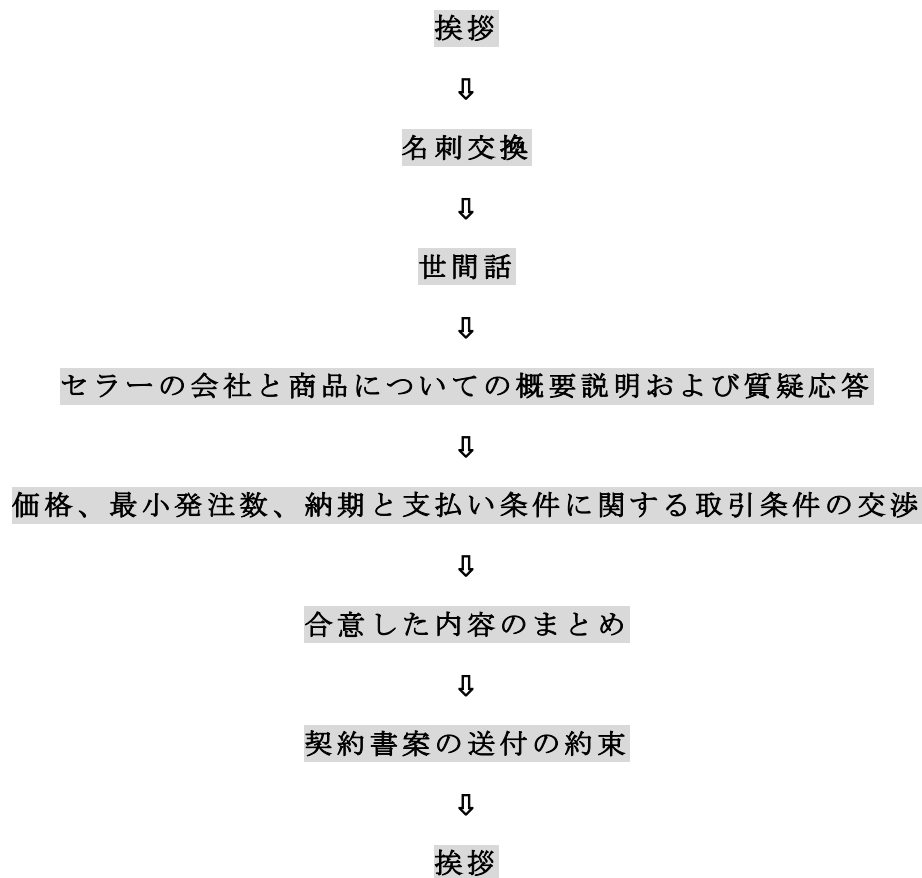 挨拶
⇩
名刺交換
⇩
世間話
⇩
セラーの会社と商品についての概要説明および質疑応答
⇩
価格、最小発注数、納期と支払い条件に関する取引条件の交渉
⇩
合意した内容のまとめ
⇩
契約書案の送付の約束
⇩
挨拶